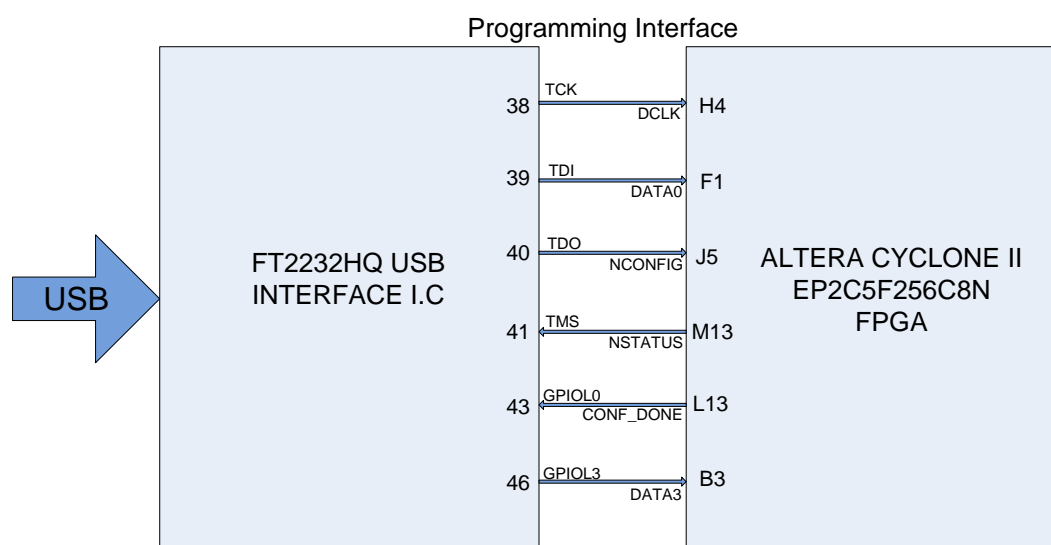 Programming Interface
38 TCK DCLK H4
39 TDI DATA0 F1
40 TDO NCONFIG J5
41 TMS NSTATUS M13
43 GPIOL0 CONF_DONE L13
46 GPIOL3 DATA3 B3
USB
FT2232HQ USB
INTERFACE I.C
ALTERA CYCLONE II
EP2C5F256C8N
FPGA